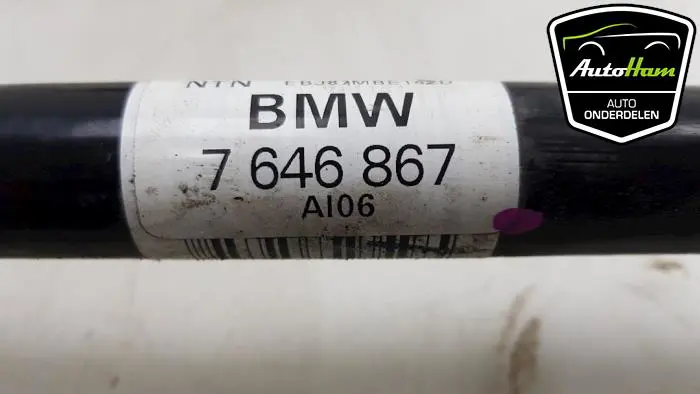 AutoHam
AUTO
ONDERDELEN
NTN
BMW
7 646 867
AI06